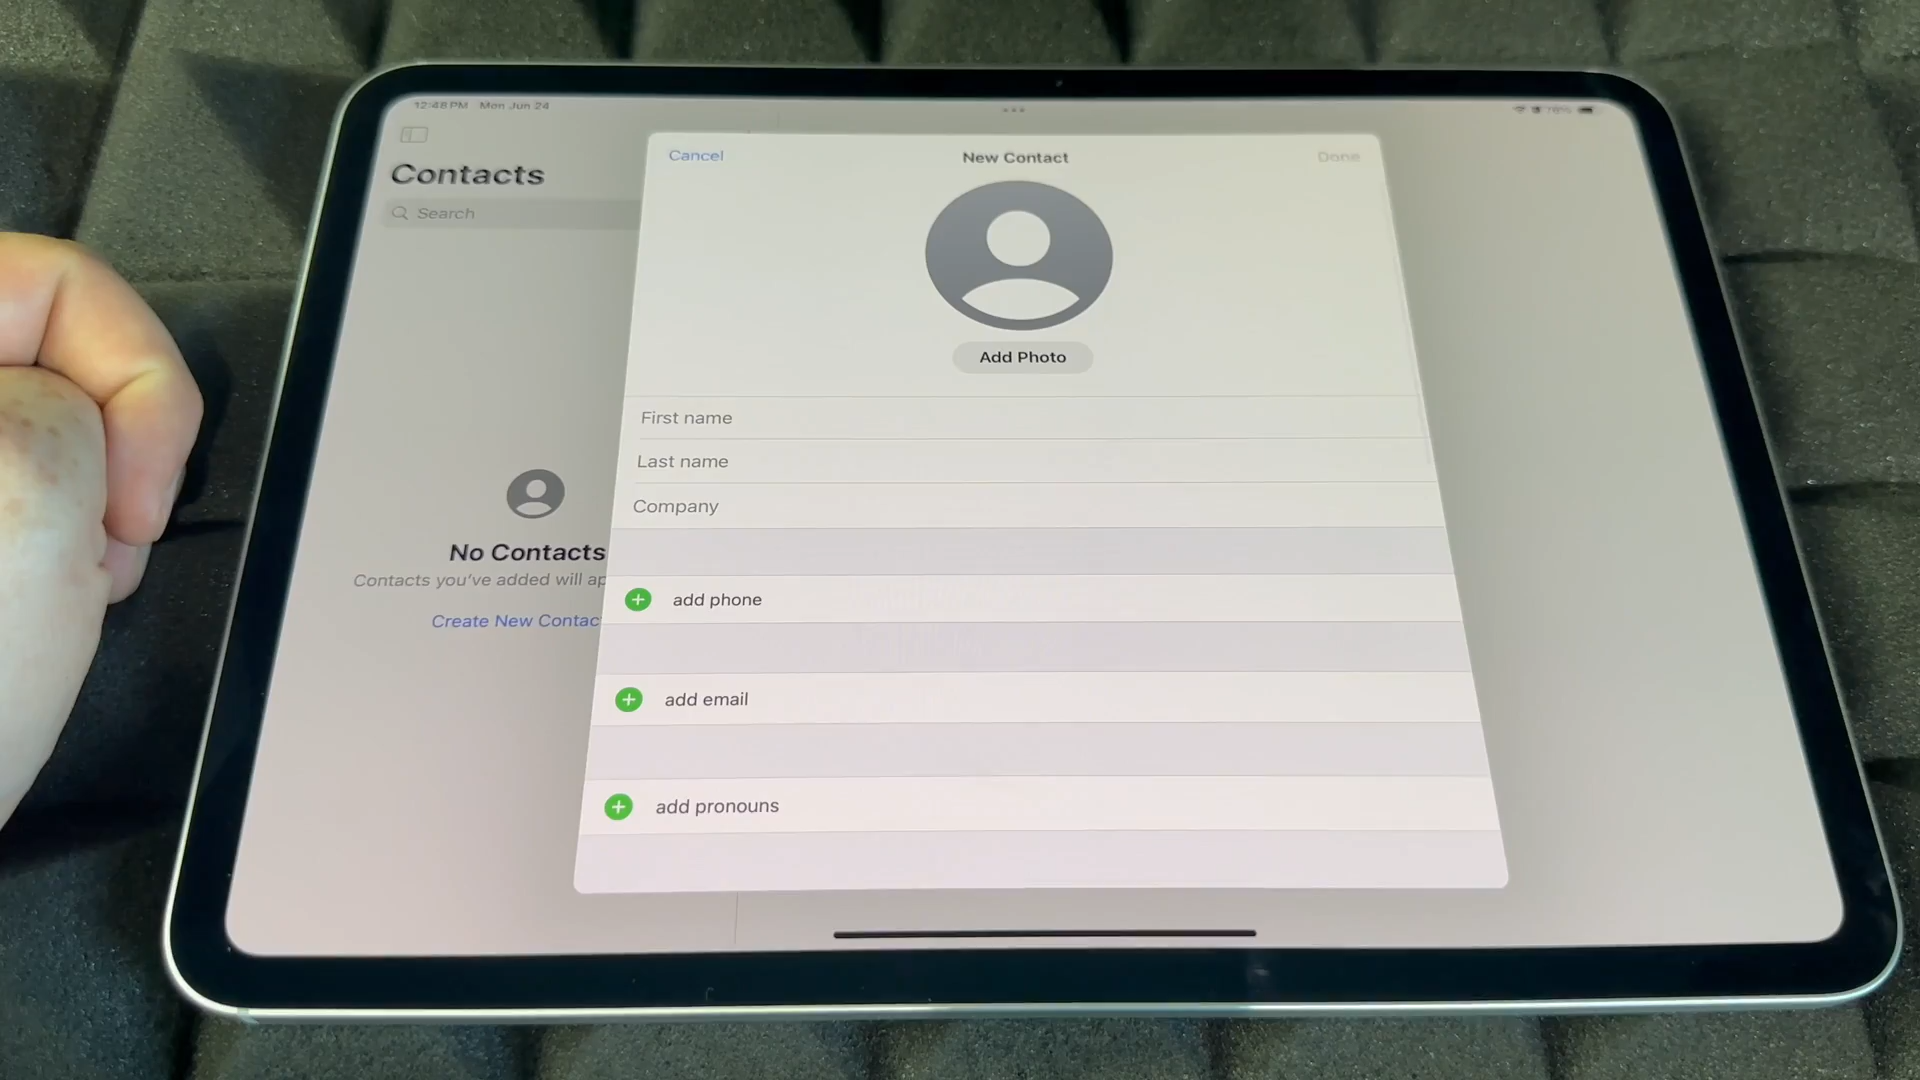 12:48 PM Mon Jun 24
78%
Contacts
Search
No Contacts
Contacts you've added will ap
Create New Contac
Cancel
New Contact
Done
Add Photo
First name
Last name
Company
add phone
add email
add pronouns